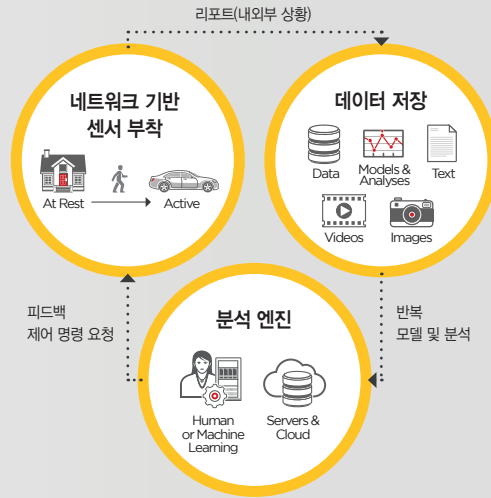 리포트(내외부 상황)
네트워크 기반
센서 부착
At Rest
Active
데이터 저장
Data
Models &
Analyses
Text
Videos
Images
피드백
제어 명령 요청
분석 엔진
Human
or Machine
Learning
Servers &
Cloud
반복
모델 및 분석